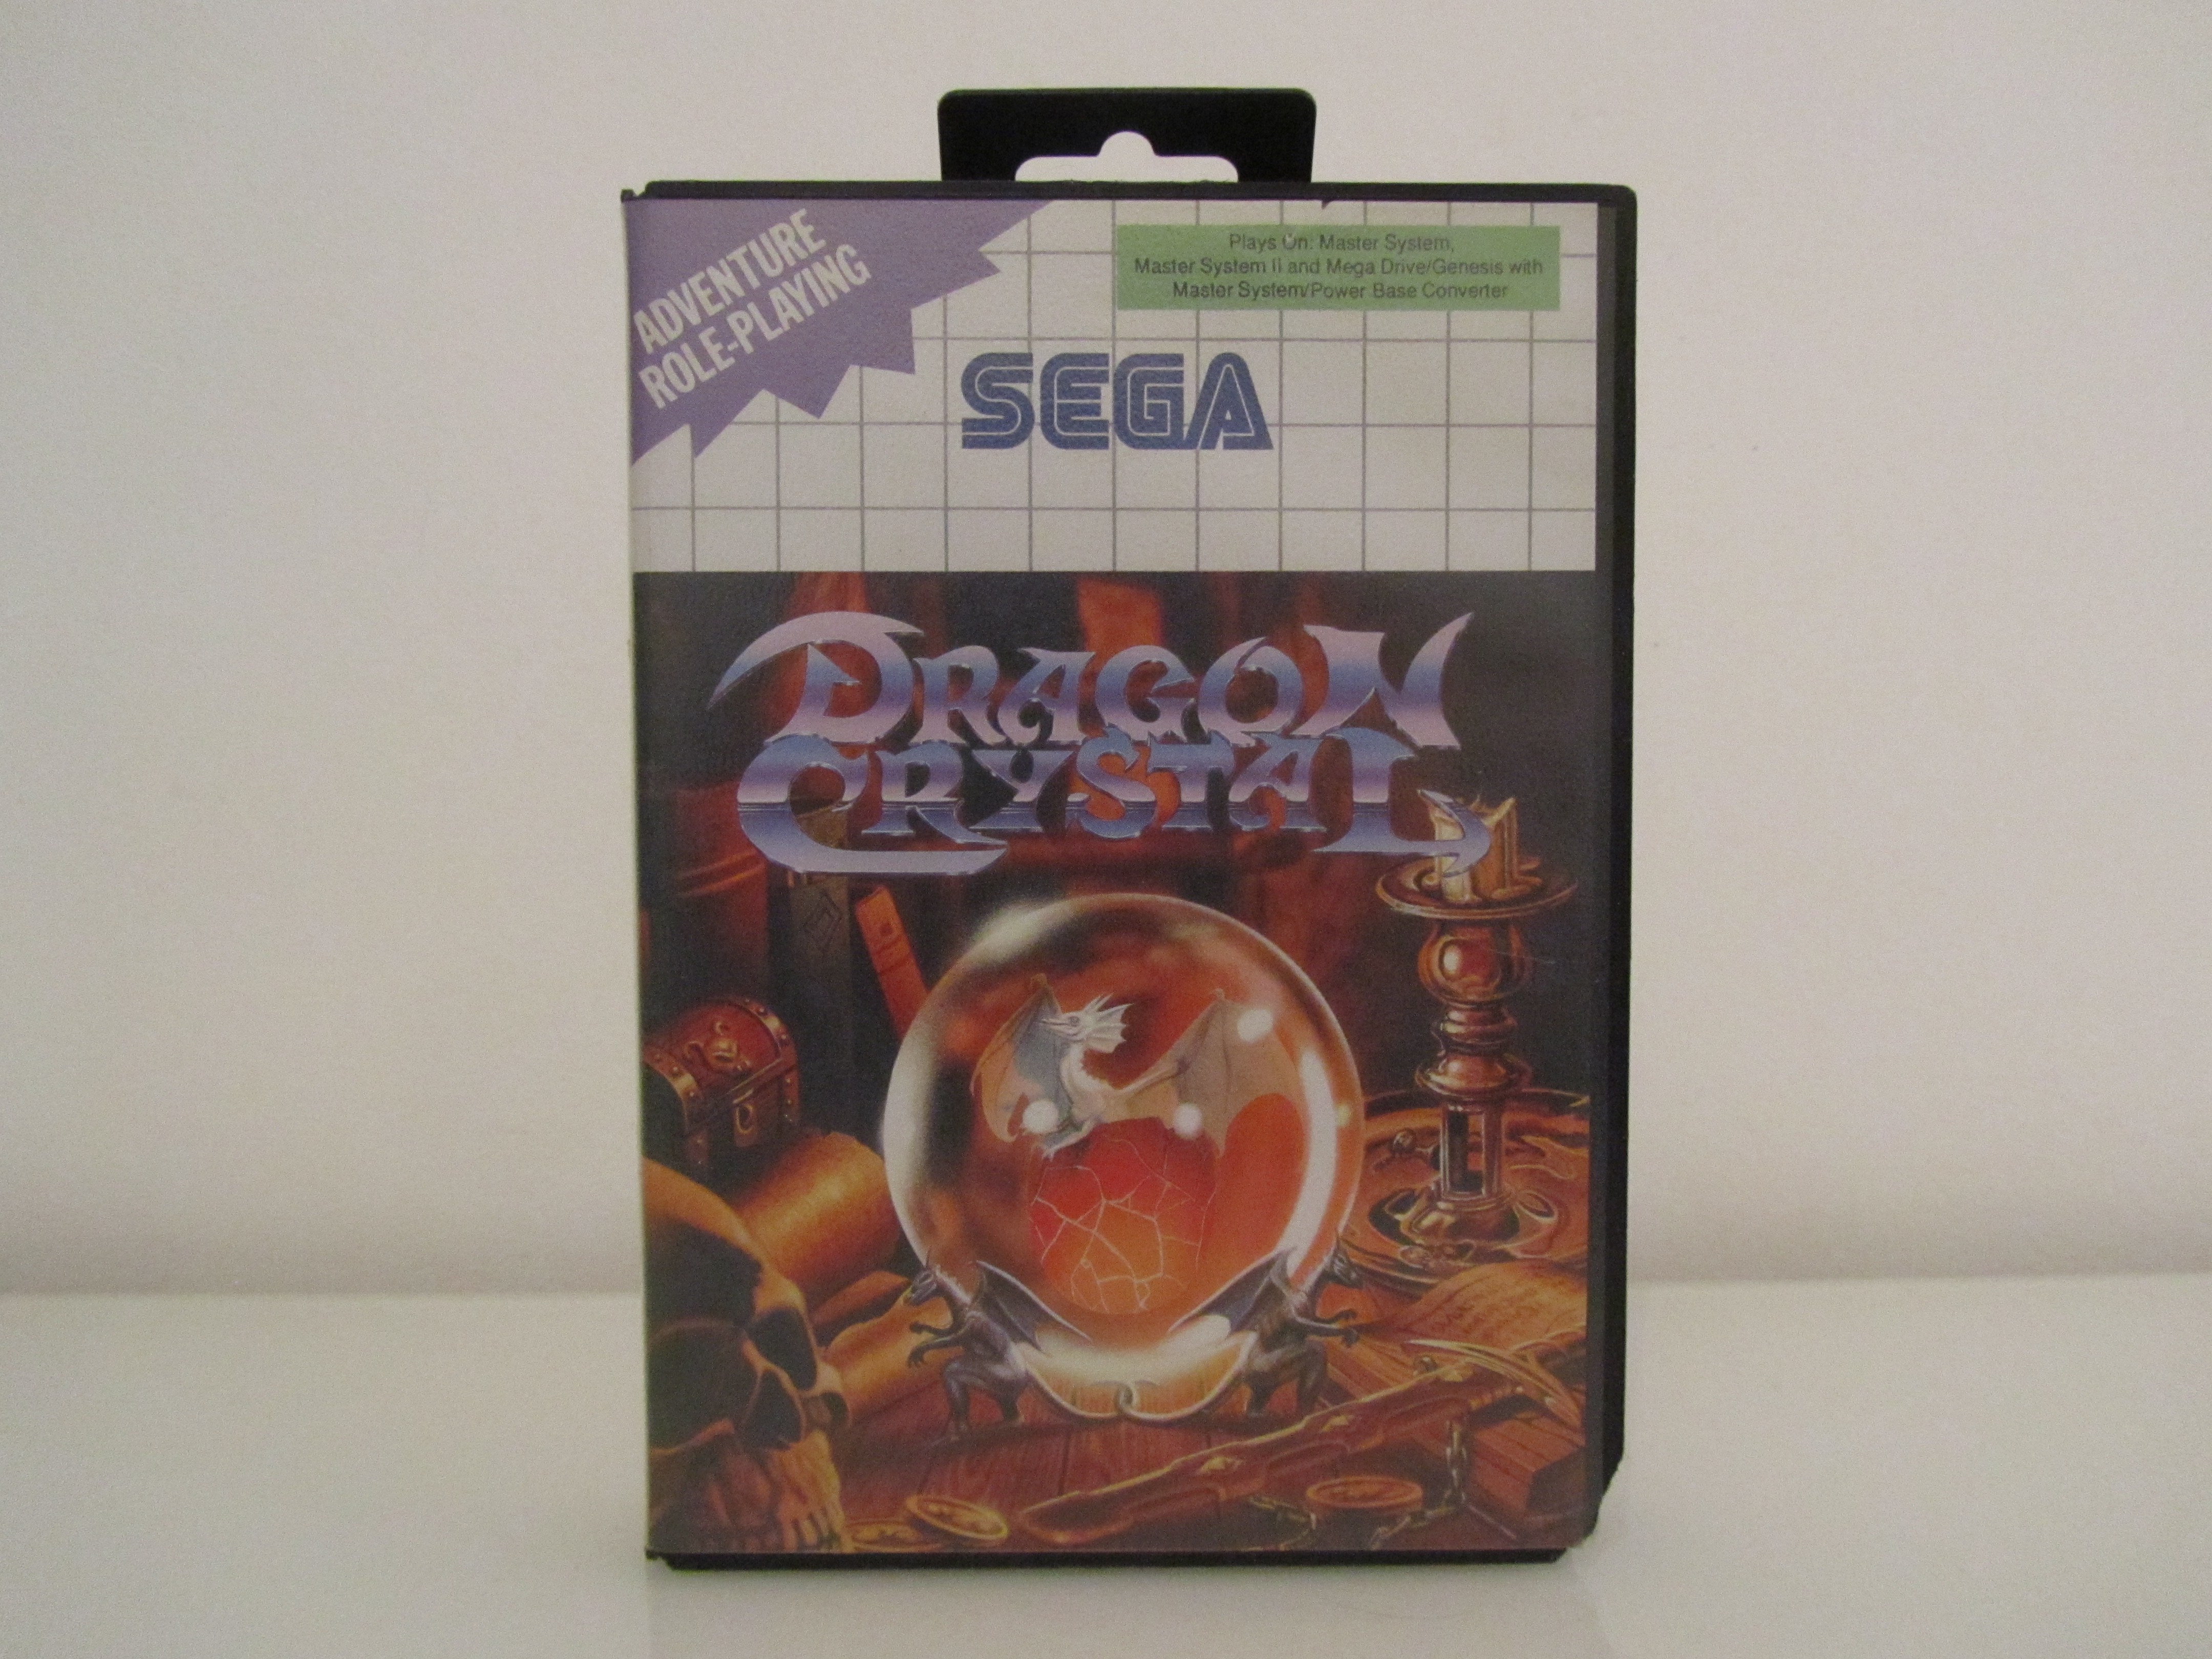 ADVENTURE
ROLE-PLAYING
Plays On: Master System,
Master System II and Mega Drive/Genesis with
Master System/Power Base Converter
SEGA
DRAGON
CRYSTAL